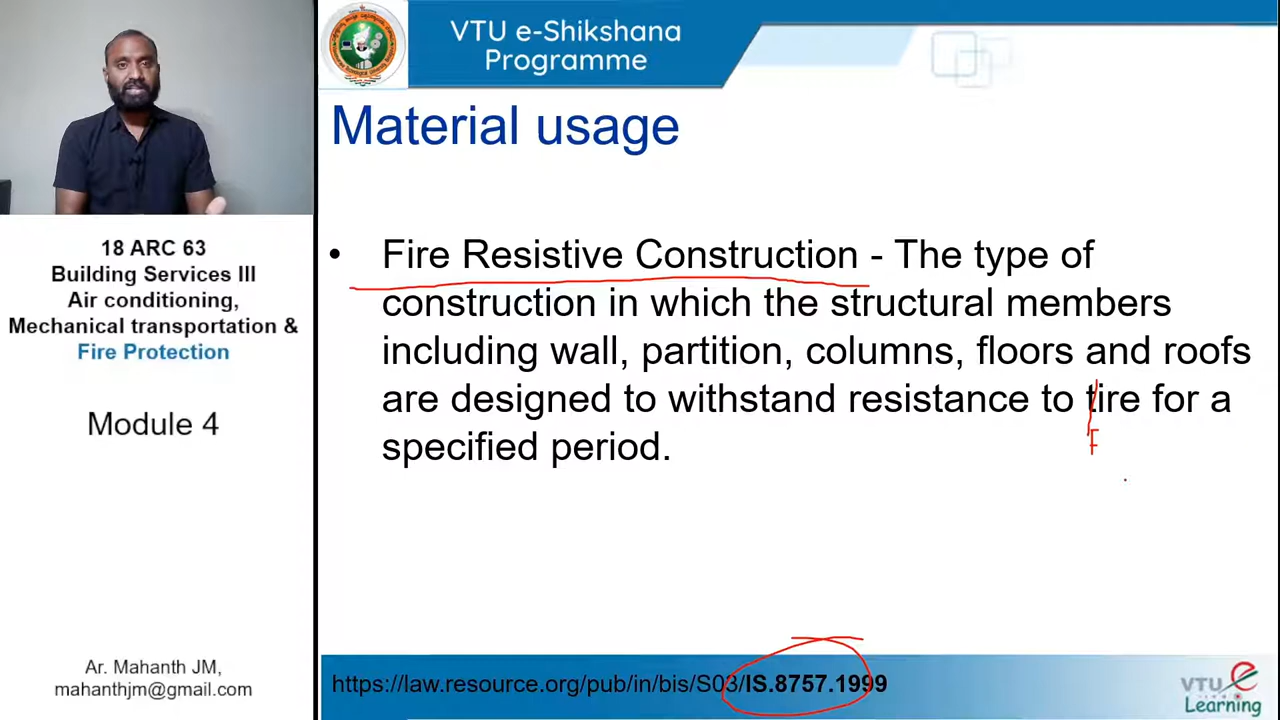 VTU e-Shikshana
Programme
Material usage
18 ARC 63
Building Services III
Air conditioning,
Mechanical transportation &
Fire Protection
Module 4
Ar. Mahanth JM,
mahanthjm@gmail.com
• Fire Resistive Construction - The type of
construction in which the structural members
including wall, partition, columns, floors and roofs
are designed to withstand resistance to tire for a
F
specified period.
https://law.resource.org/pub/in/bis/S03/IS.8757.1999
VTU e
Learning